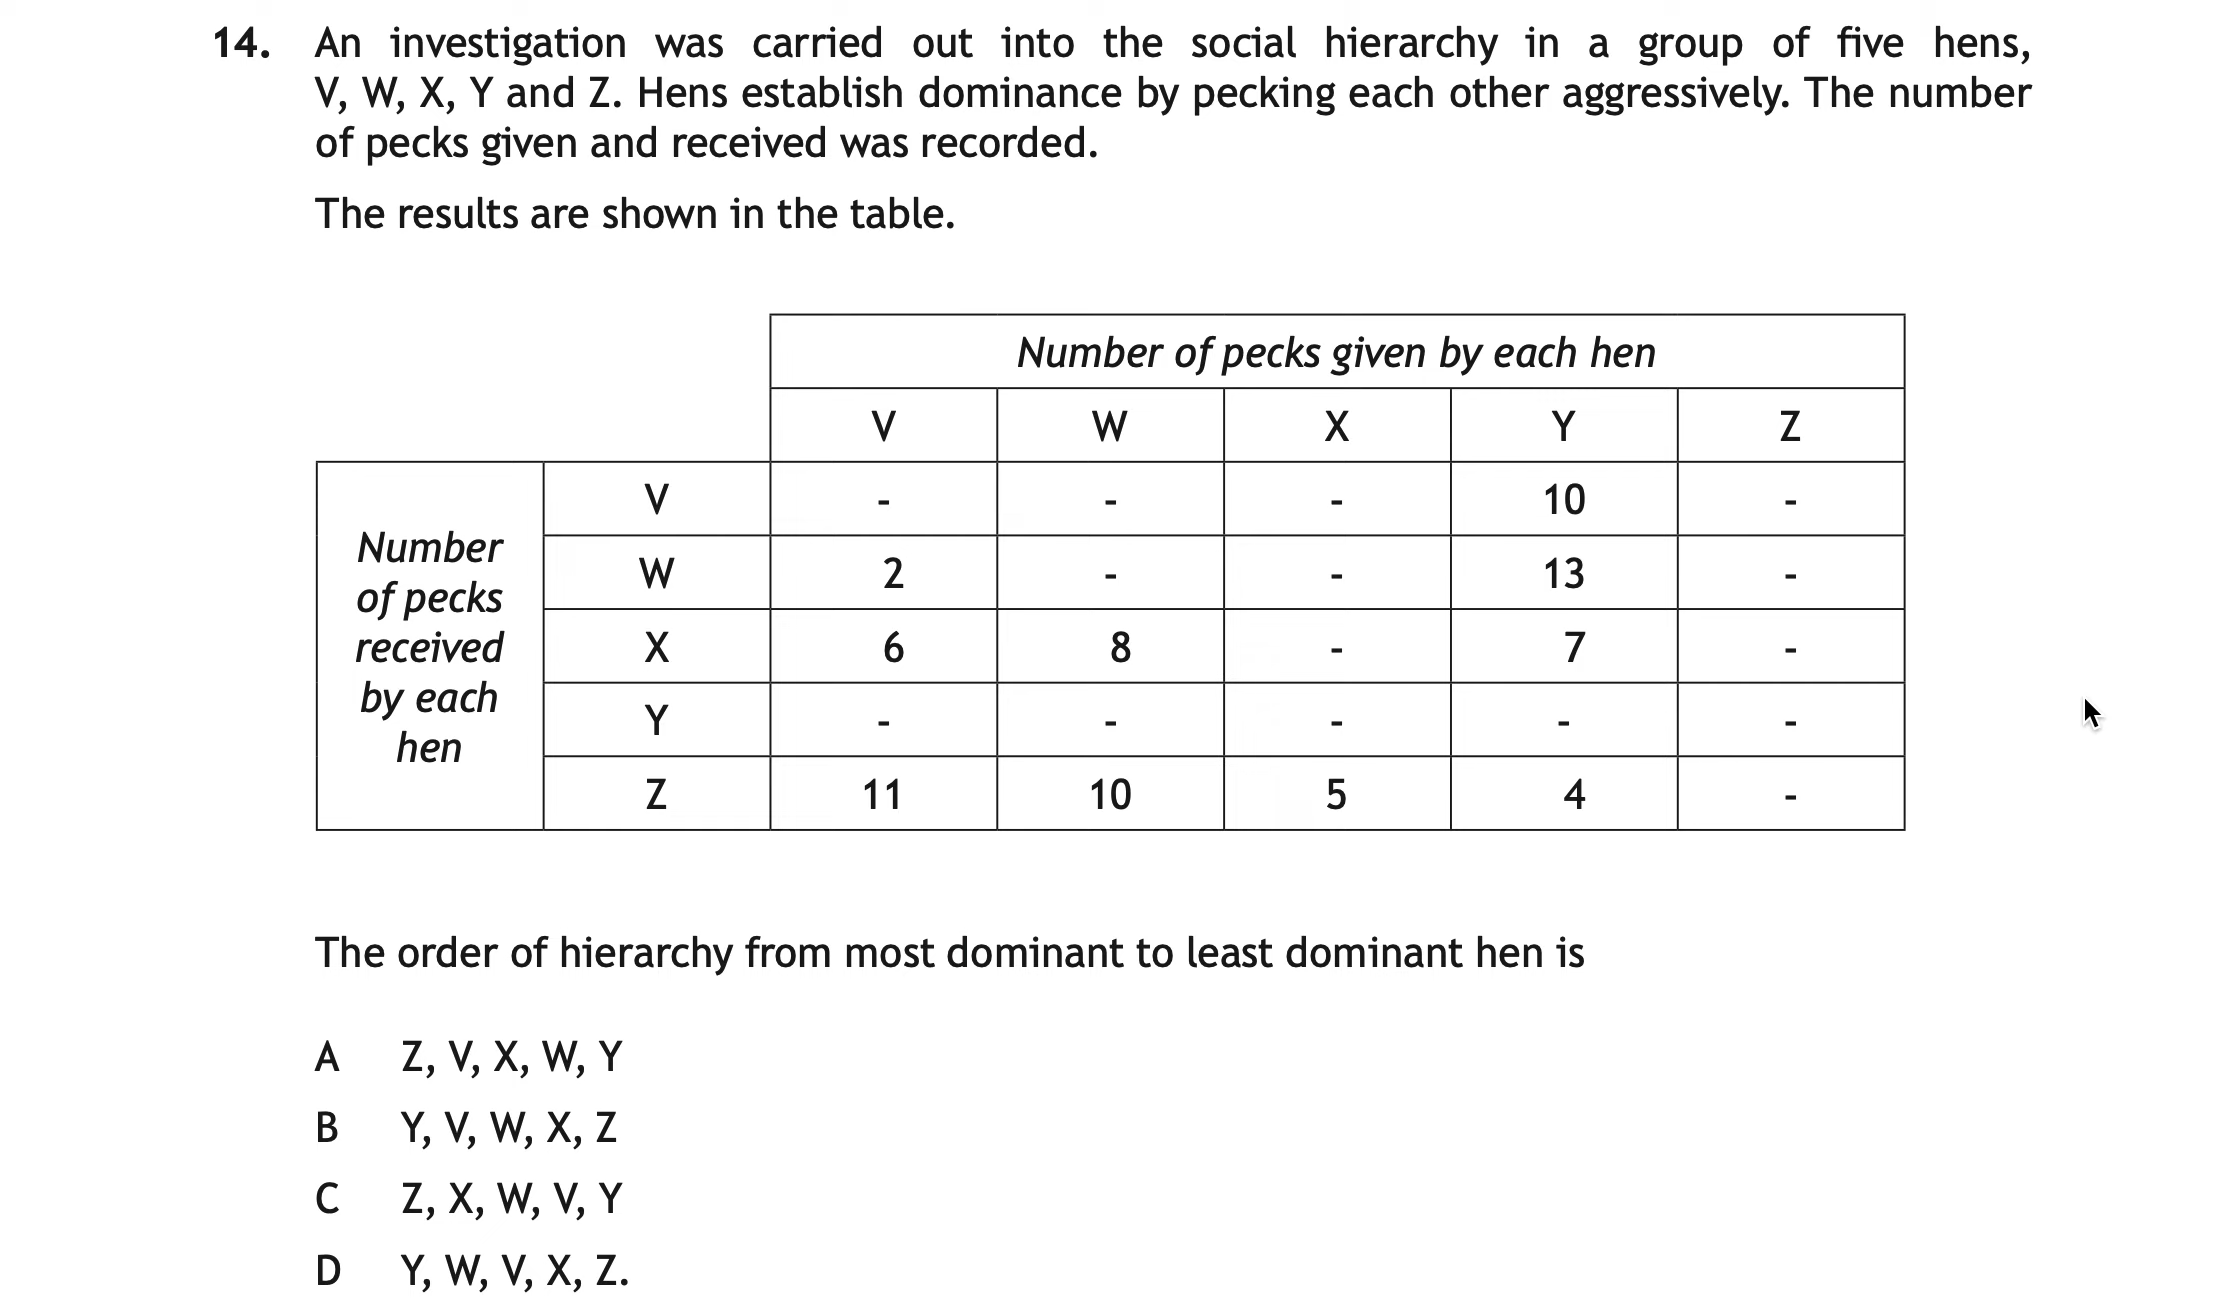 14. An investigation was carried out into the social hierarchy in a group of five hens,
V, W, X, Y and Z. Hens establish dominance by pecking each other aggressively. The number
of pecks given and received was recorded.
The results are shown in the table.
Number of pecks given by each hen
V W X Y Z
Number
of pecks
received
by each
hen
V - - - 10 -
W 2 - - 13 -
X 6 8 - 7 -
Y - - - - -
Z 11 10 5 4 -
The order of hierarchy from most dominant to least dominant hen is
A Z, V, X, W, Y
B Y, V, W, X, Z
C Z, X, W, V, Y
D Y, W, V, X, Z.